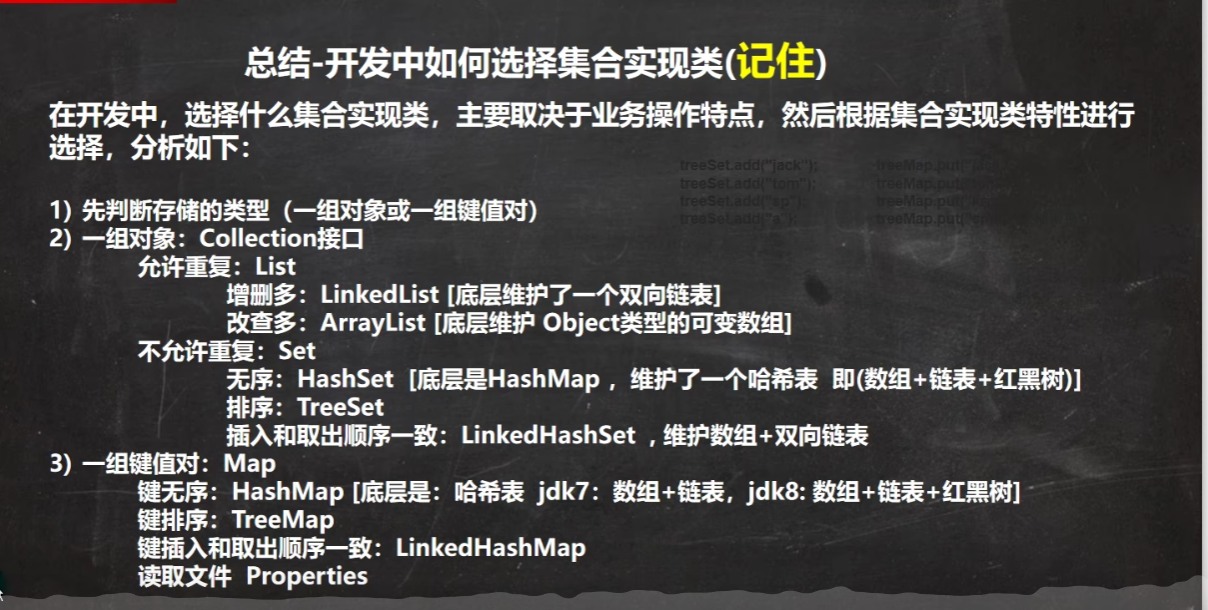 总结-开发中如何选择集合实现类(记住)
在开发中，选择什么集合实现类，主要取决于业务操作特点，然后根据集合实现类特性进行
选择，分析如下：
treeSet.add("jack");
treeSet.add("tom");
treeSet.add("sp");
treeSet.add("a");
treeMap.put(
treeMap.put(
treeMap.put(
treeMap.put(
1) 先判断存储的类型（一组对象或一组键值对）
2) 一组对象：Collection接口
允许重复：List
增删多：LinkedList [底层维护了一个双向链表]
改查多：ArrayList [底层维护 Object类型的可变数组]
不允许重复：Set
无序：HashSet [底层是HashMap ，维护了一个哈希表 即(数组+链表+红黑树)]
排序：TreeSet
插入和取出顺序一致：LinkedHashSet , 维护数组+双向链表
3) 一组键值对：Map
键无序：HashMap [底层是：哈希表 jdk7：数组+链表，jdk8: 数组+链表+红黑树]
键排序：TreeMap
键插入和取出顺序一致：LinkedHashMap
读取文件 Properties